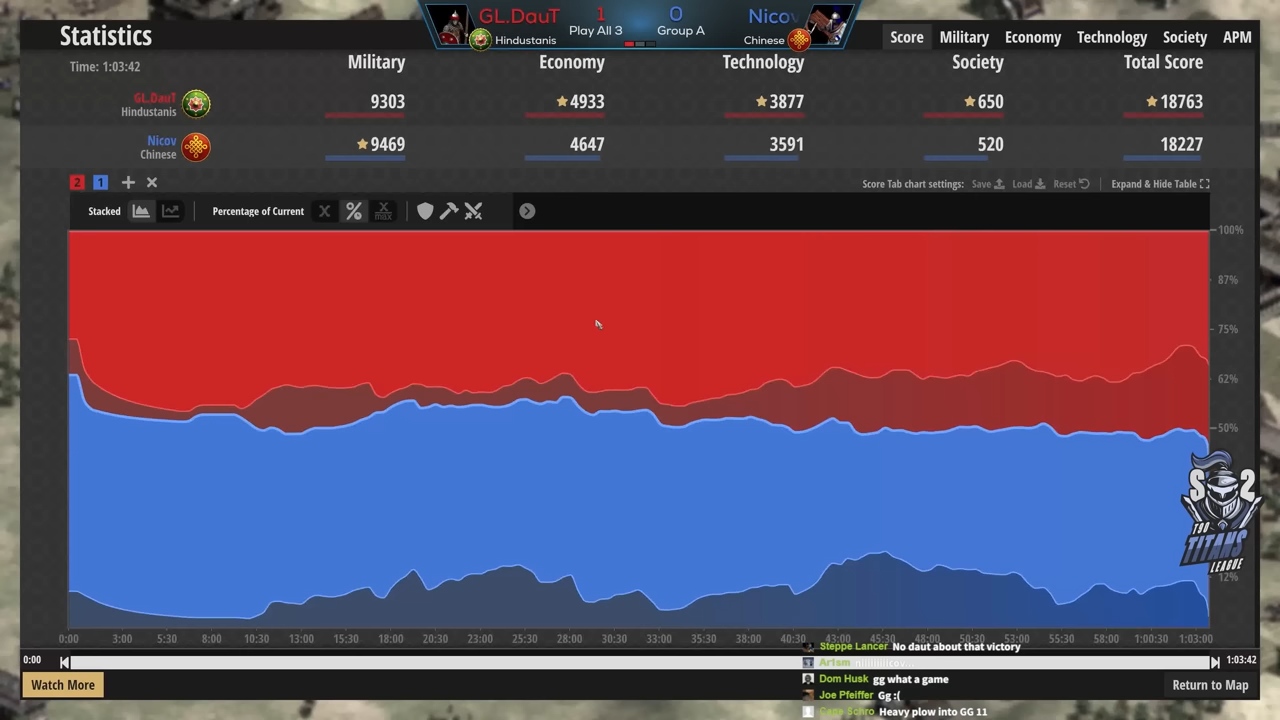 GL.DauT 1 0 Nicov
Hindustanis Play All 3 Group A Chinese
Statistics
Score Military Economy Technology Society APM
Time: 1:03:42 Military Economy Technology Society Total Score
GL.DauT
Hindustanis
9303 4933 3877 650 18763
Nicov
Chinese
9469 4647 3591 520 18227
2 1
Score Tab chart settings: Save Load Reset Expand & Hide Table
Stacked Percentage of Current X % X max
100%
87%
75%
62%
50%
S 2
T90
TITANS
LEAGUE
12%
0:00 3:00 5:30 8:00 10:30 13:00 15:30 18:00 20:30 23:00 25:30 28:00 30:30 33:00 35:30 38:00 40:30 43:00 45:30 48:00 50:30 53:00 55:30 58:00 1:00:30 1:03:00
Steppe Lancer No daut about that victory
0:00 1:03:42
Ar1sm
Dom Husk gg what a game
Watch More Return to Map
Joe Pfeiffer Gg :(
Schro Heavy plow into GG 11